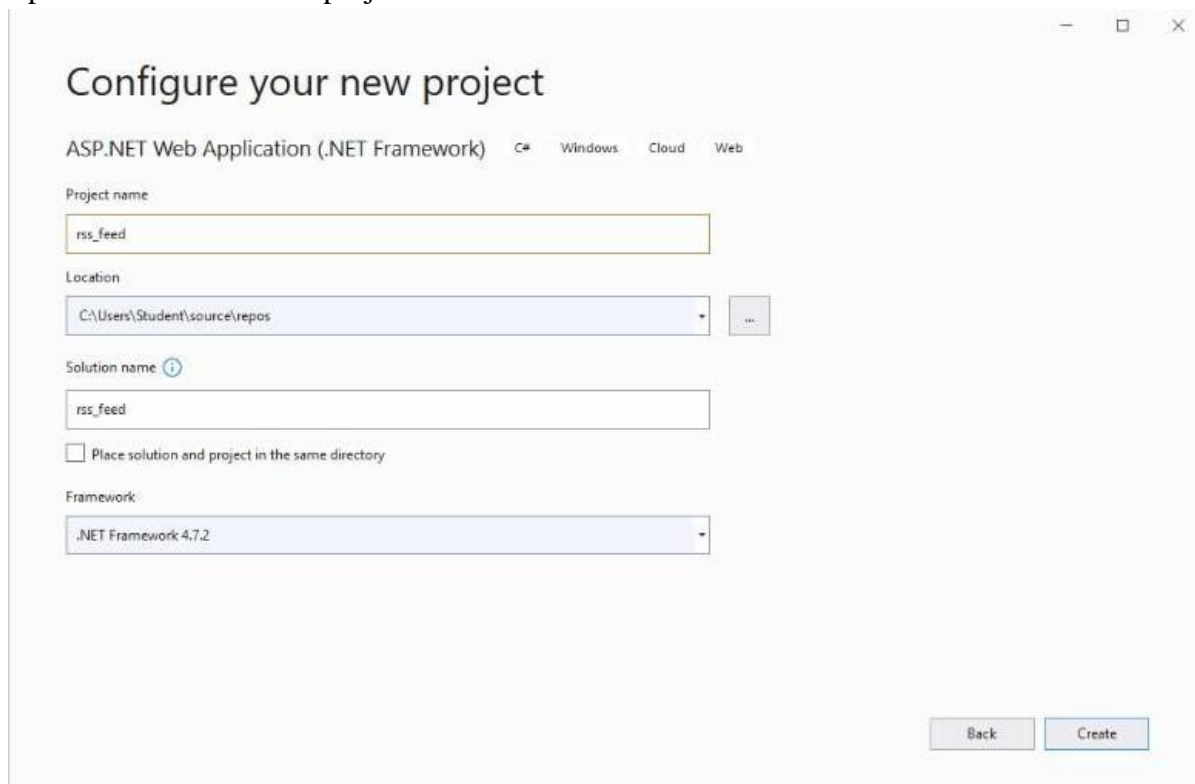 Configure your new project
ASP.NET Web Application (.NET Framework) C# Windows Cloud Web
Project name
rss_feed
Location
C:\Users\Student\source\repos
...
Solution name
rss_feed
Place solution and project in the same directory
Framework
.NET Framework 4.7.2
Back Create